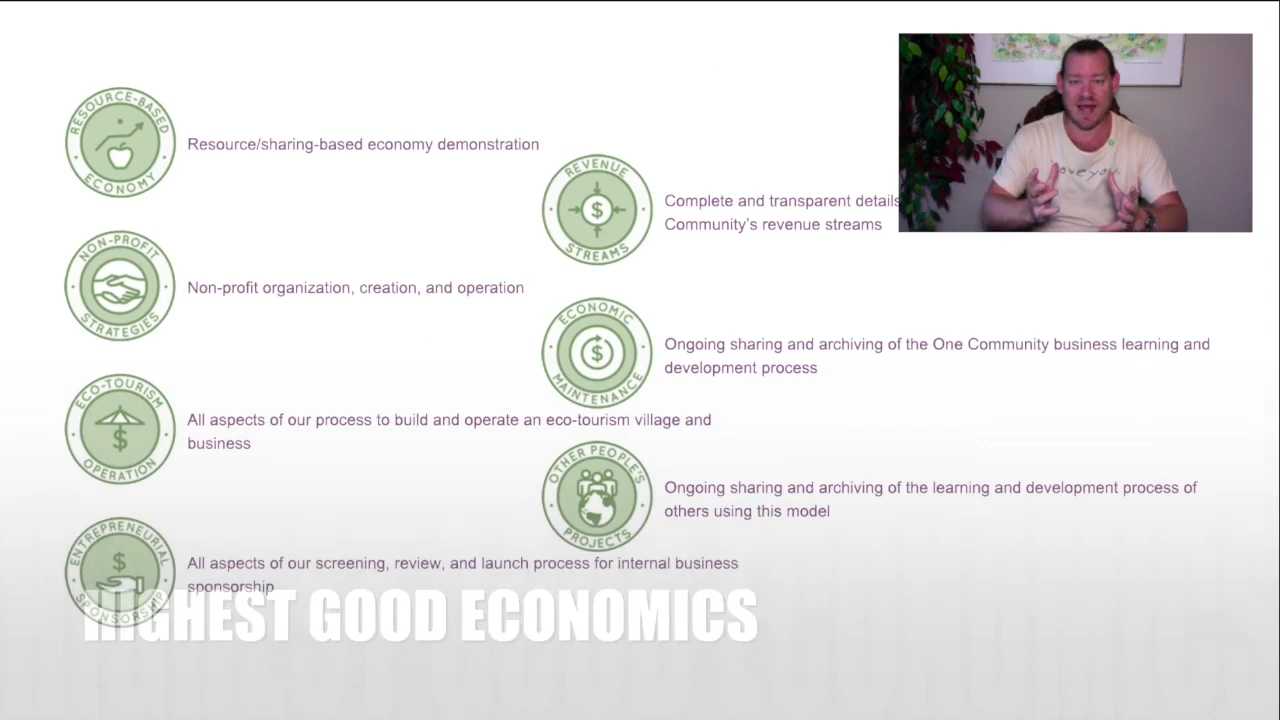 RESOURCE-BASED
ECONOMY
Resource/sharing-based economy demonstration
NON-PROFIT
STRATEGIES
Non-profit organization, creation, and operation
ECO-TOURISM
$
OPERATION
All aspects of our process to build and operate an eco-tourism village and
business
ENTREPRENEURIAL
$
SPONSORSHIP
All aspects of our screening, review, and launch process for internal business
sponsorship
REVENUE
$
STREAMS
Complete and transparent details
Community's revenue streams
ECONOMIC
$
MAINTENANCE
Ongoing sharing and archiving of the One Community business learning and
development process
OTHER PEOPLE'S
PROJECTS
Ongoing sharing and archiving of the learning and development process of
others using this model
HIGHEST GOOD ECONOMICS